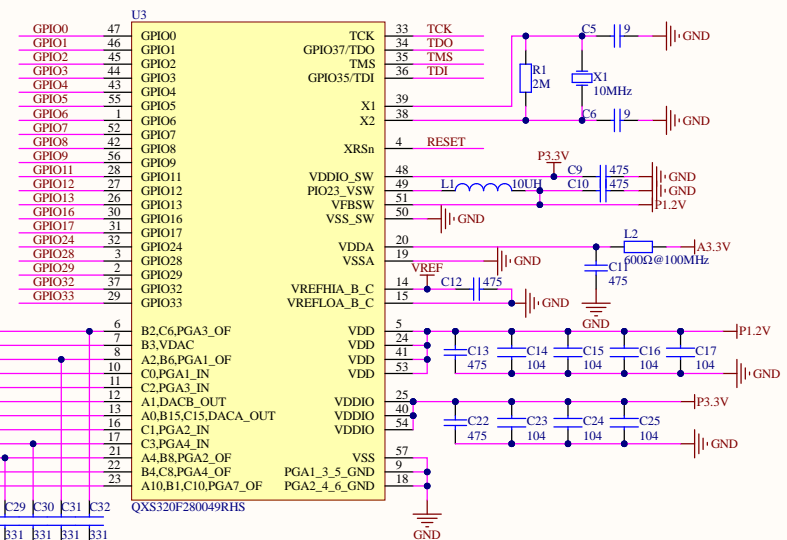 U3
GPIO0 47 GPIO0 TCK 33 TCK
GPIO1 46 GPIO1 GPIO37/TDO 34 TDO
GPIO2 45 GPIO2 TMS 35 TMS
GPIO3 44 GPIO3 GPIO35/TDI 36 TDI
GPIO4 43 GPIO4
GPIO5 55 GPIO5 X1 39
GPIO6 1 GPIO6 X2 38
GPIO7 52 GPIO7
GPIO8 42 GPIO8 XRSn 4 RESET
GPIO9 56 GPIO9
GPIO11 28 GPIO11 VDDIO_SW 48
GPIO12 27 GPIO12 PIO23_VSW 49
GPIO13 26 GPIO13 VFBSW 51
GPIO16 30 GPIO16 VSS_SW 50 GND
GPIO17 31 GPIO17
GPIO24 32 GPIO24 VDDA 20
GPIO28 3 GPIO28 VSSA 19 GND
GPIO29 2 GPIO29
GPIO32 37 GPIO32 VREFHIA_B_C 14
GPIO33 29 GPIO33 VREFLOA_B_C 15
C5 9 GND
R1 2M
X1 10MHz
C6 9 GND
P3.3V
C9 475 GND
L1 10UH C10 475 GND
P1.2V
L2 A3.3V
600Ω@100MHz
C11 475
GND
VREF
C12 475
GND
6 B2,C6,PGA3_OF VDD 5 P1.2V
7 B3,VDAC VDD 24
8 A2,B6,PGA1_OF VDD 41
10 C0,PGA1_IN VDD 53
C13 C14 C15 C16 C17
475 104 104 104 104
GND
11 C2,PGA3_IN
12 A1,DACB_OUT VDDIO 25 P3.3V
13 A0,B15,C15,DACA_OUT VDDIO 40
16 C1,PGA2_IN VDDIO 54
C22 C23 C24 C25
475 104 104 104
GND
17 C3,PGA4_IN
21 A4,B8,PGA2_OF VSS 57
22 B4,C8,PGA4_OF PGA1_3_5_GND 9
23 A10,B1,C10,PGA7_OF PGA2_4_6_GND 18
GND
QXS320F280049RHS
C29 C30 C31 C32
331 331 331 331